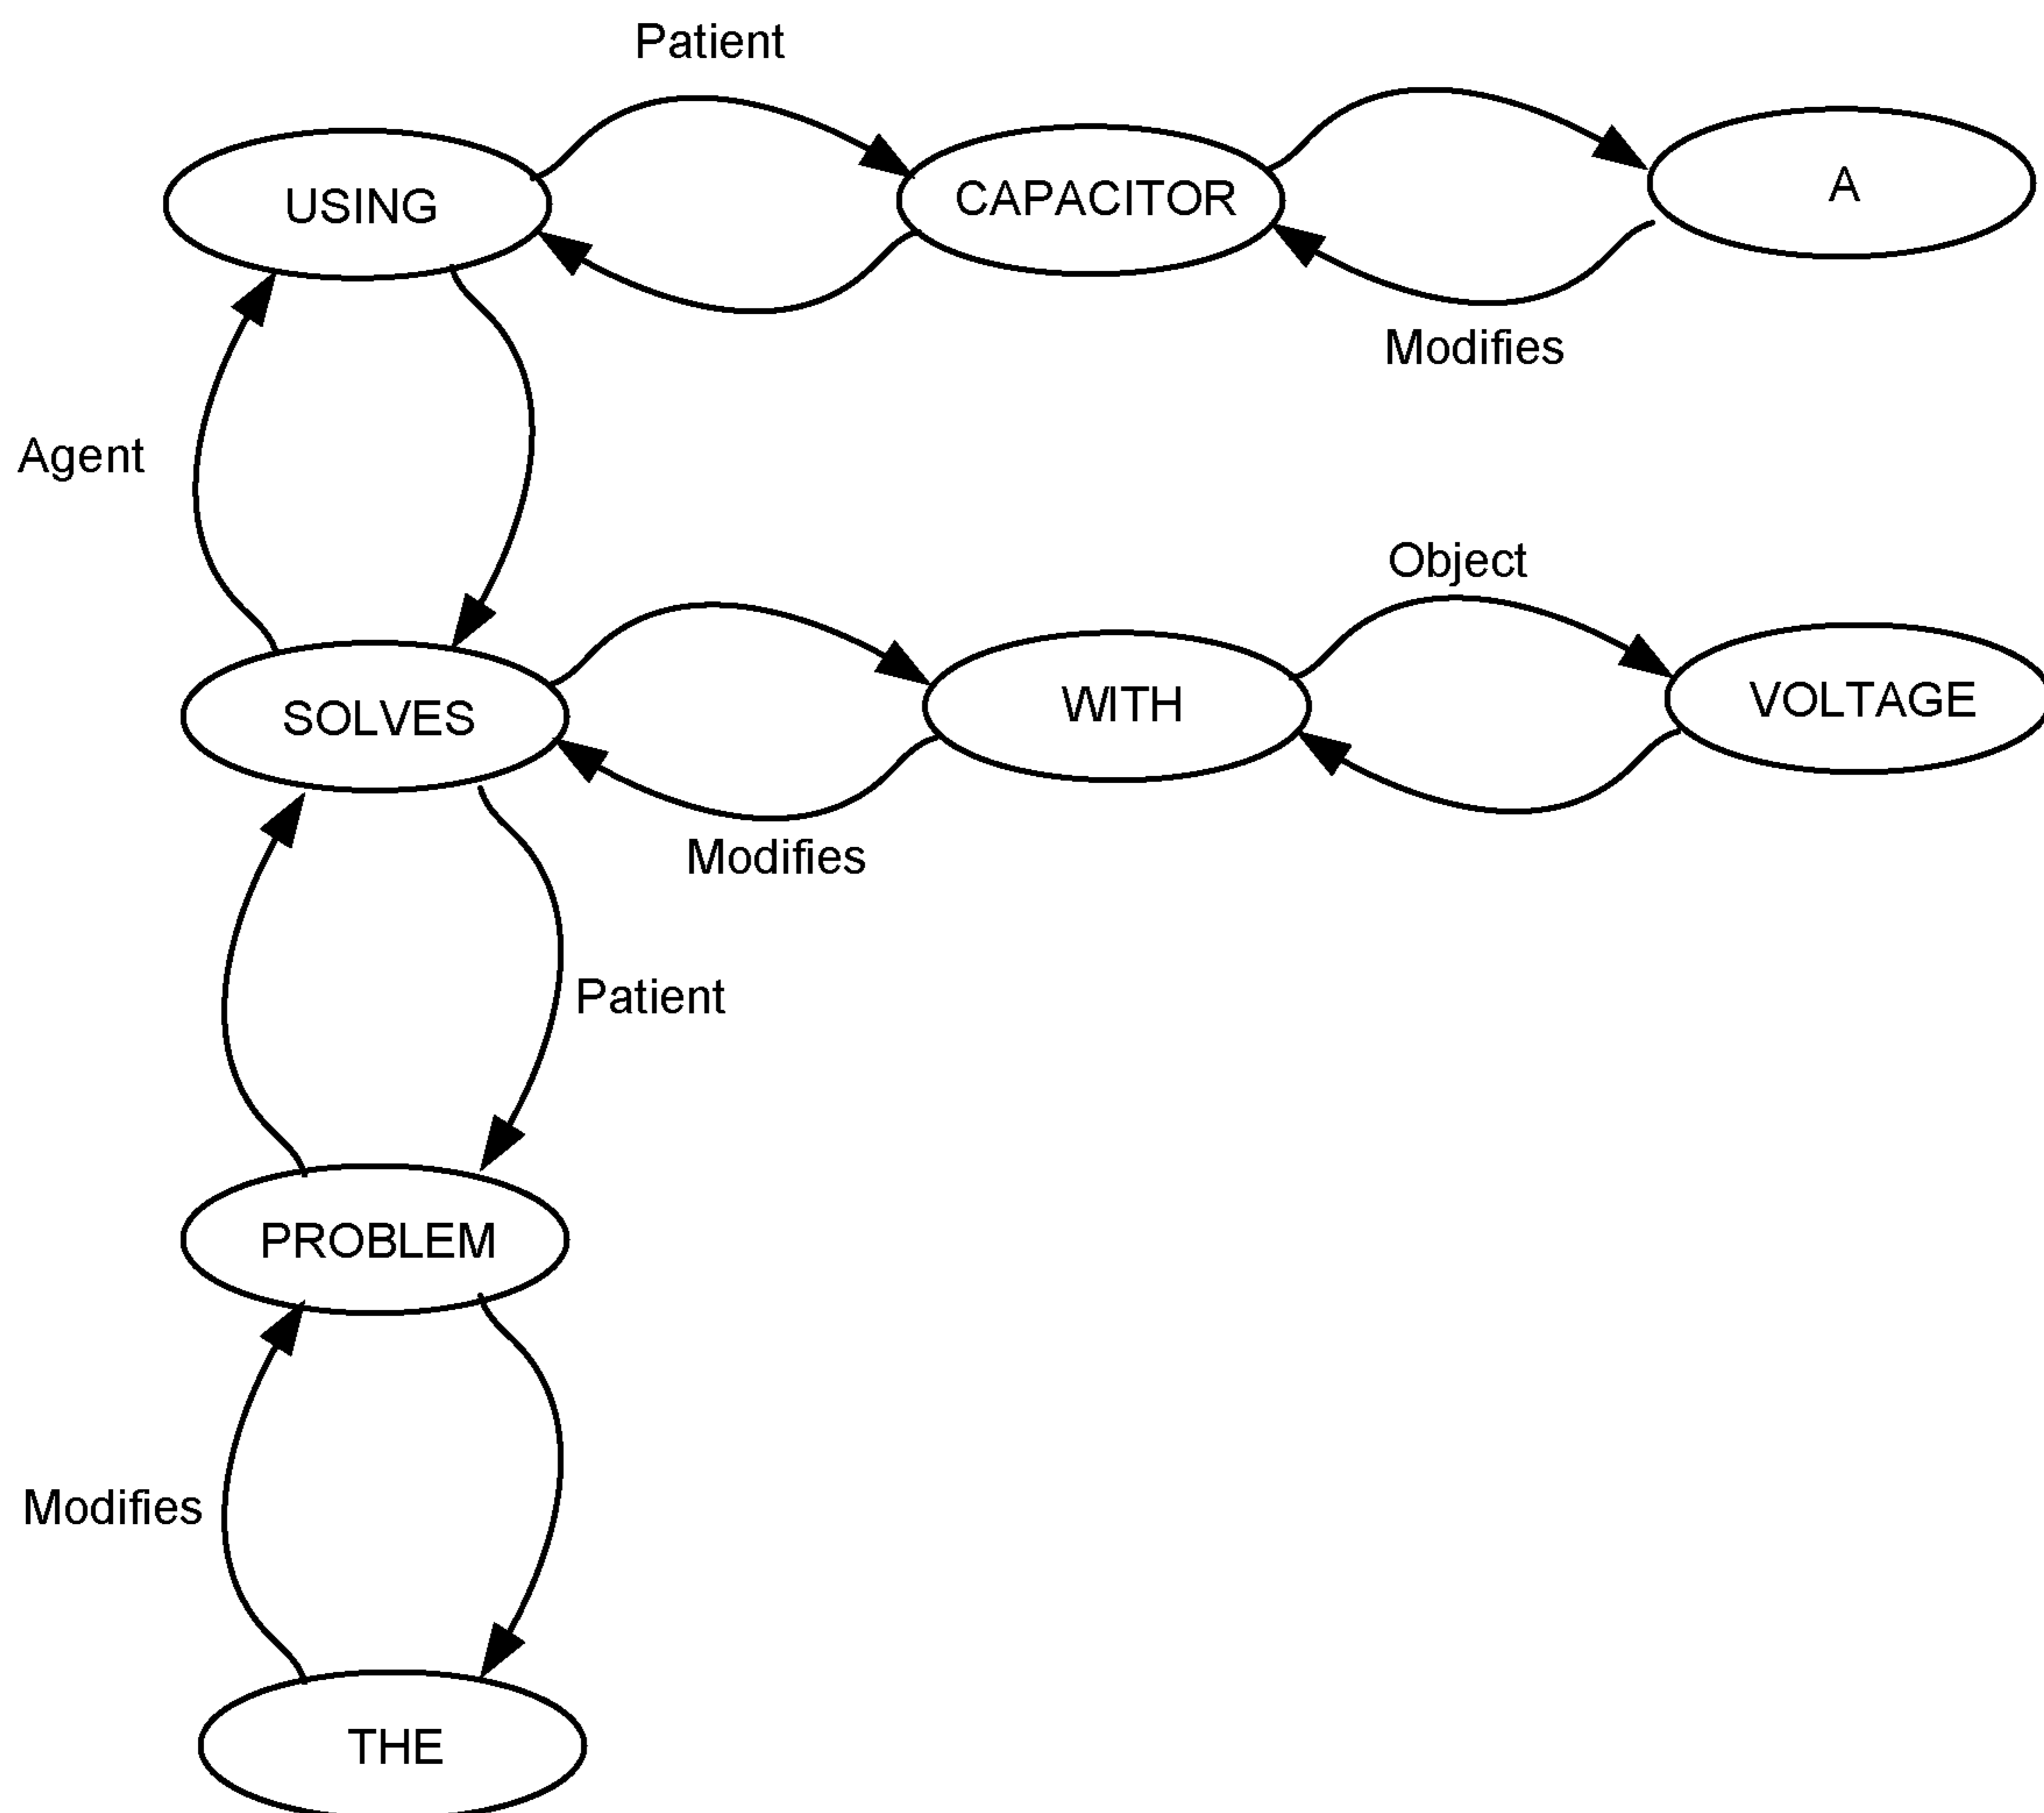 Patient
USING
CAPACITOR
A
Modifies
Agent
Object
SOLVES
WITH
VOLTAGE
Modifies
Patient
PROBLEM
Modifies
THE